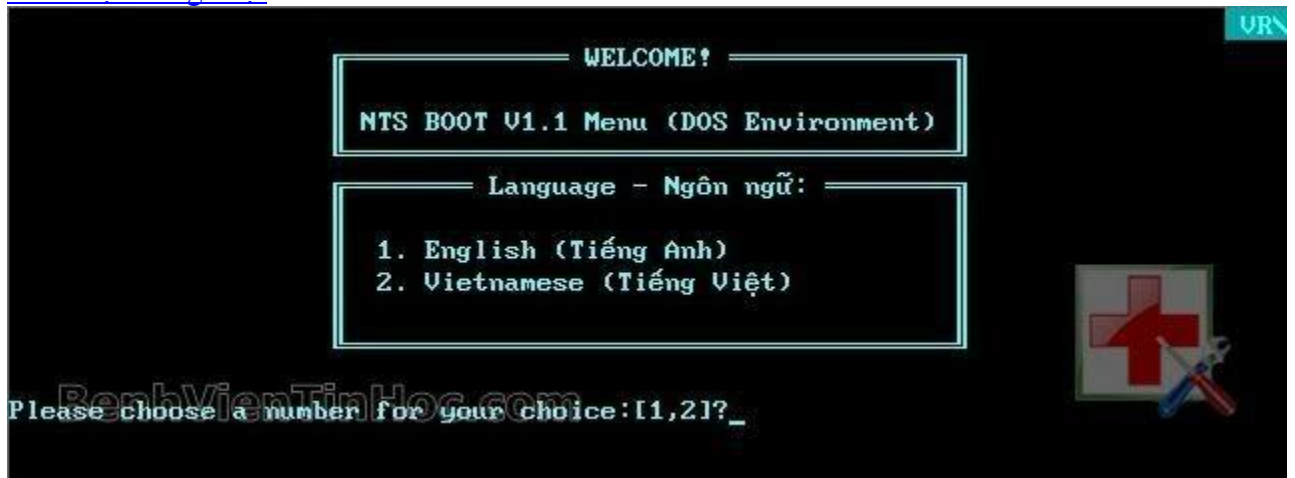 VR
WELCOME!
NTS BOOT V1.1 Menu (DOS Environment)
Language - Ngôn ngữ:
1. English (Tiếng Anh)
2. Vietnamese (Tiếng Việt)
BenhVienTinHoc.com
Please choose a number for your choice:[1,2]?_